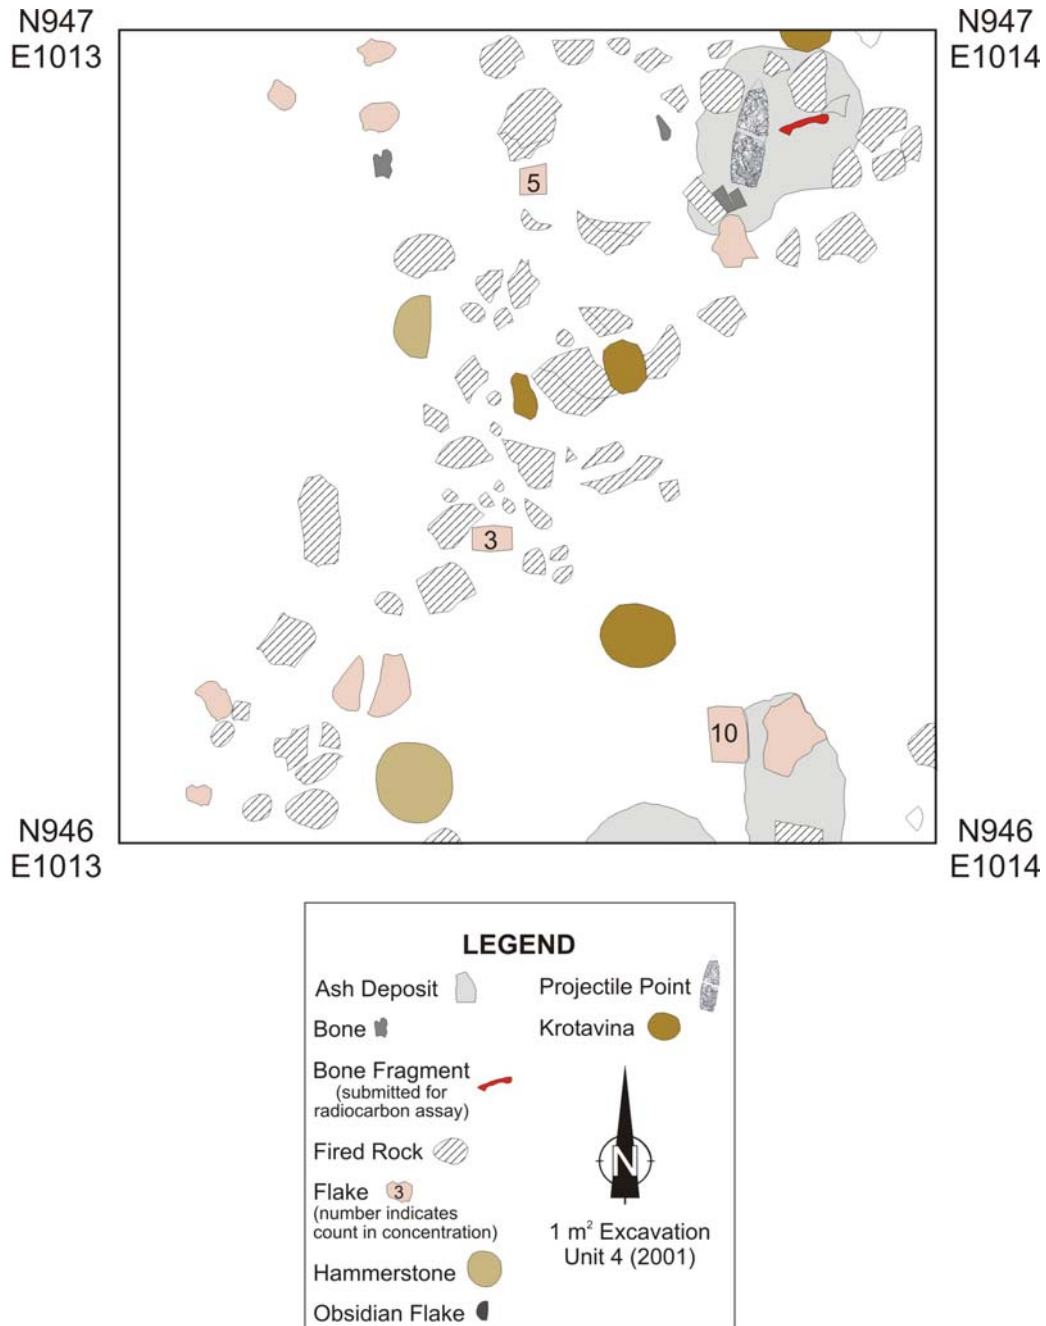 N947
E1013
N947
E1014
5
3
10
N946
E1013
N946
E1014
LEGEND
Ash Deposit
Bone
Bone Fragment
(submitted for
radiocarbon assay)
Fired Rock
Flake 3
(number indicates
count in concentration)
Hammerstone
Obsidian Flake
Projectile Point
Krotavina
N
1 m² Excavation
Unit 4 (2001)